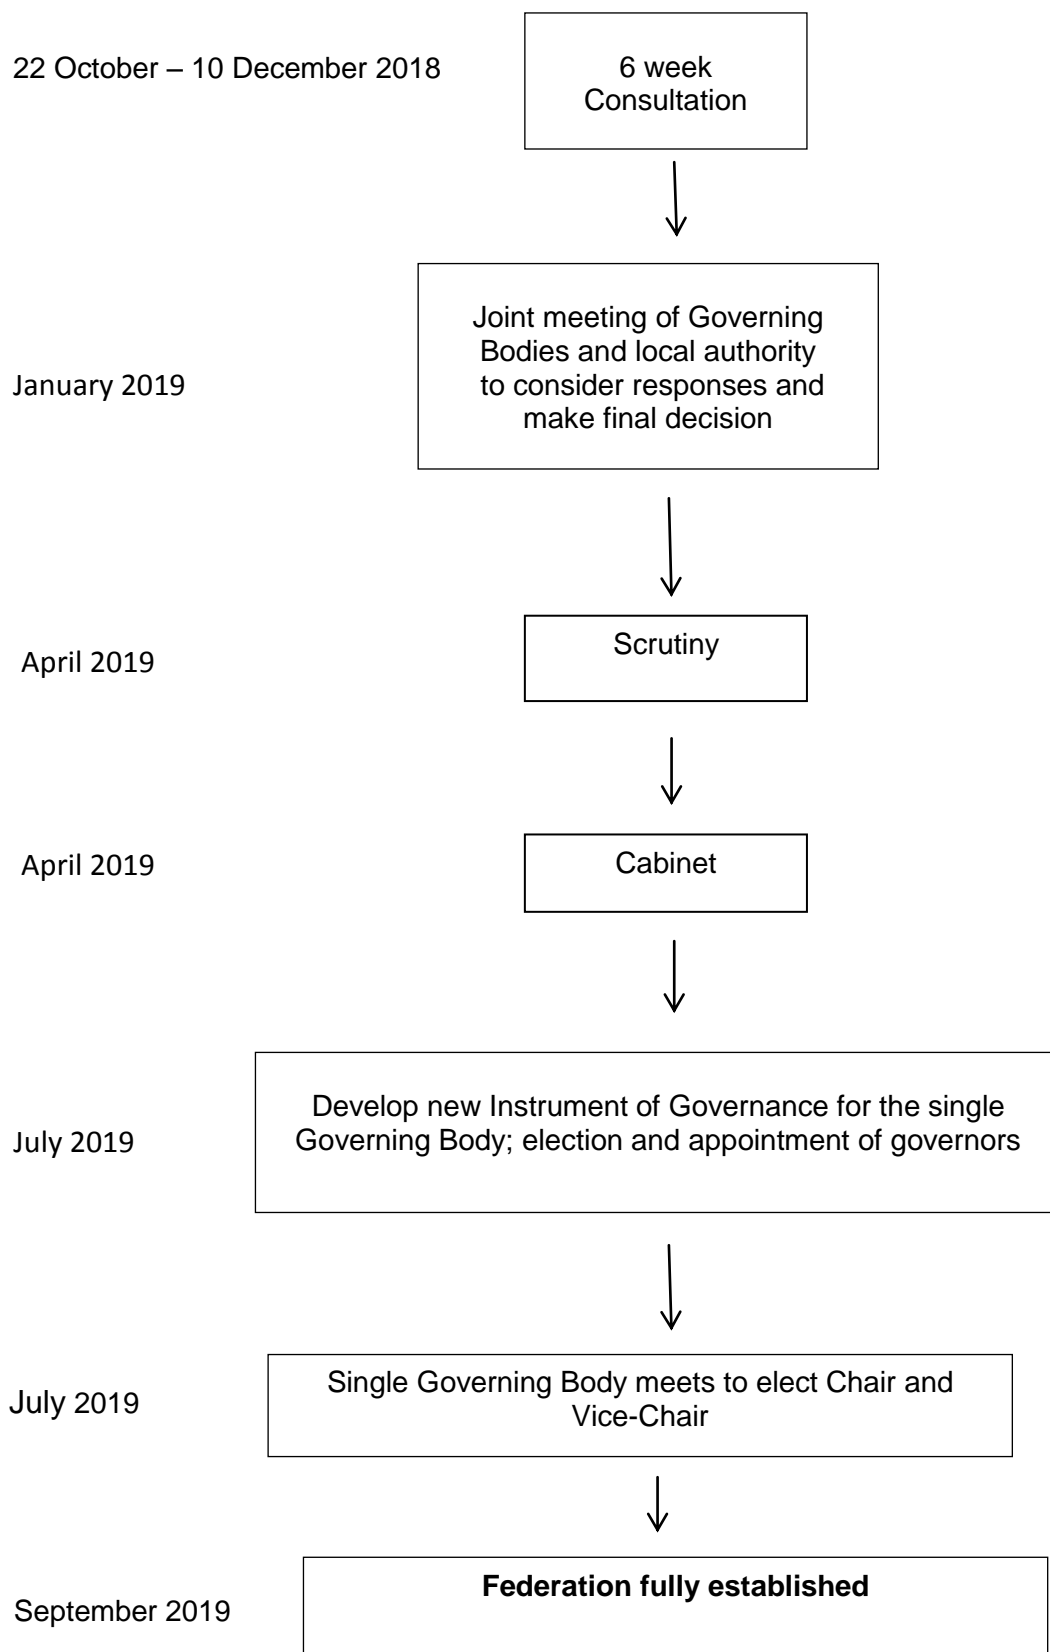 22 October – 10 December 2018
6 week
Consultation
January 2019
Joint meeting of Governing
Bodies and local authority
to consider responses and
make final decision
April 2019
Scrutiny
April 2019
Cabinet
July 2019
Develop new Instrument of Governance for the single
Governing Body; election and appointment of governors
July 2019
Single Governing Body meets to elect Chair and
Vice-Chair
September 2019
Federation fully established